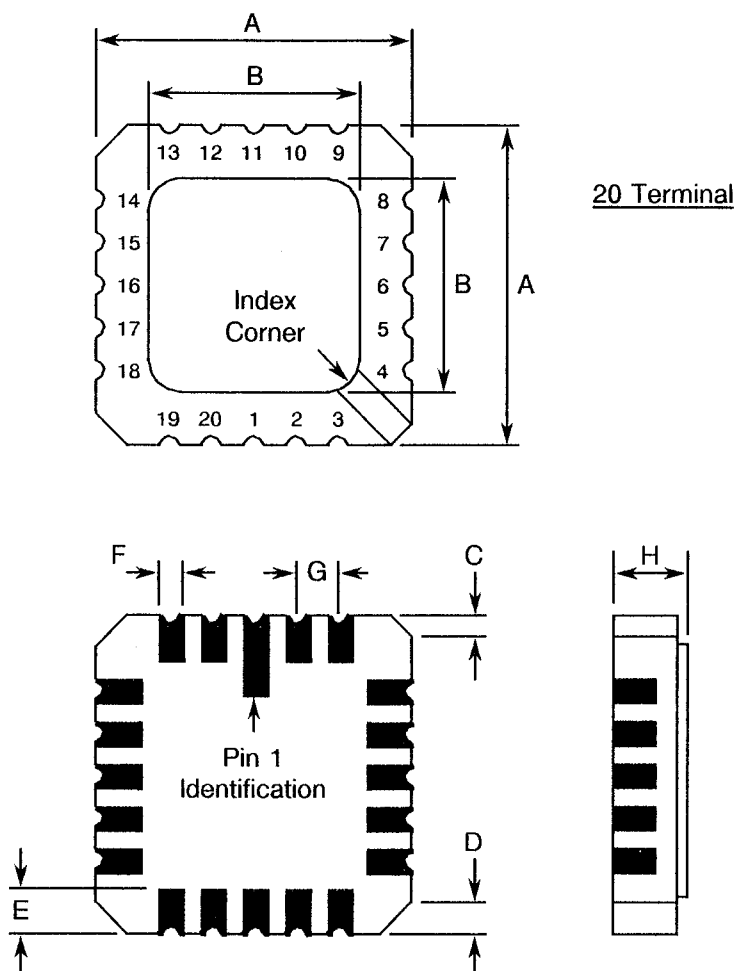 A
B
13 12 11 10 9
14
15
16
17
18
8
7
6
5
4
Index
Corner
B
A
20 Terminal
19 20 1 2 3
F
G
C
H
Pin 1
Identification
E
D